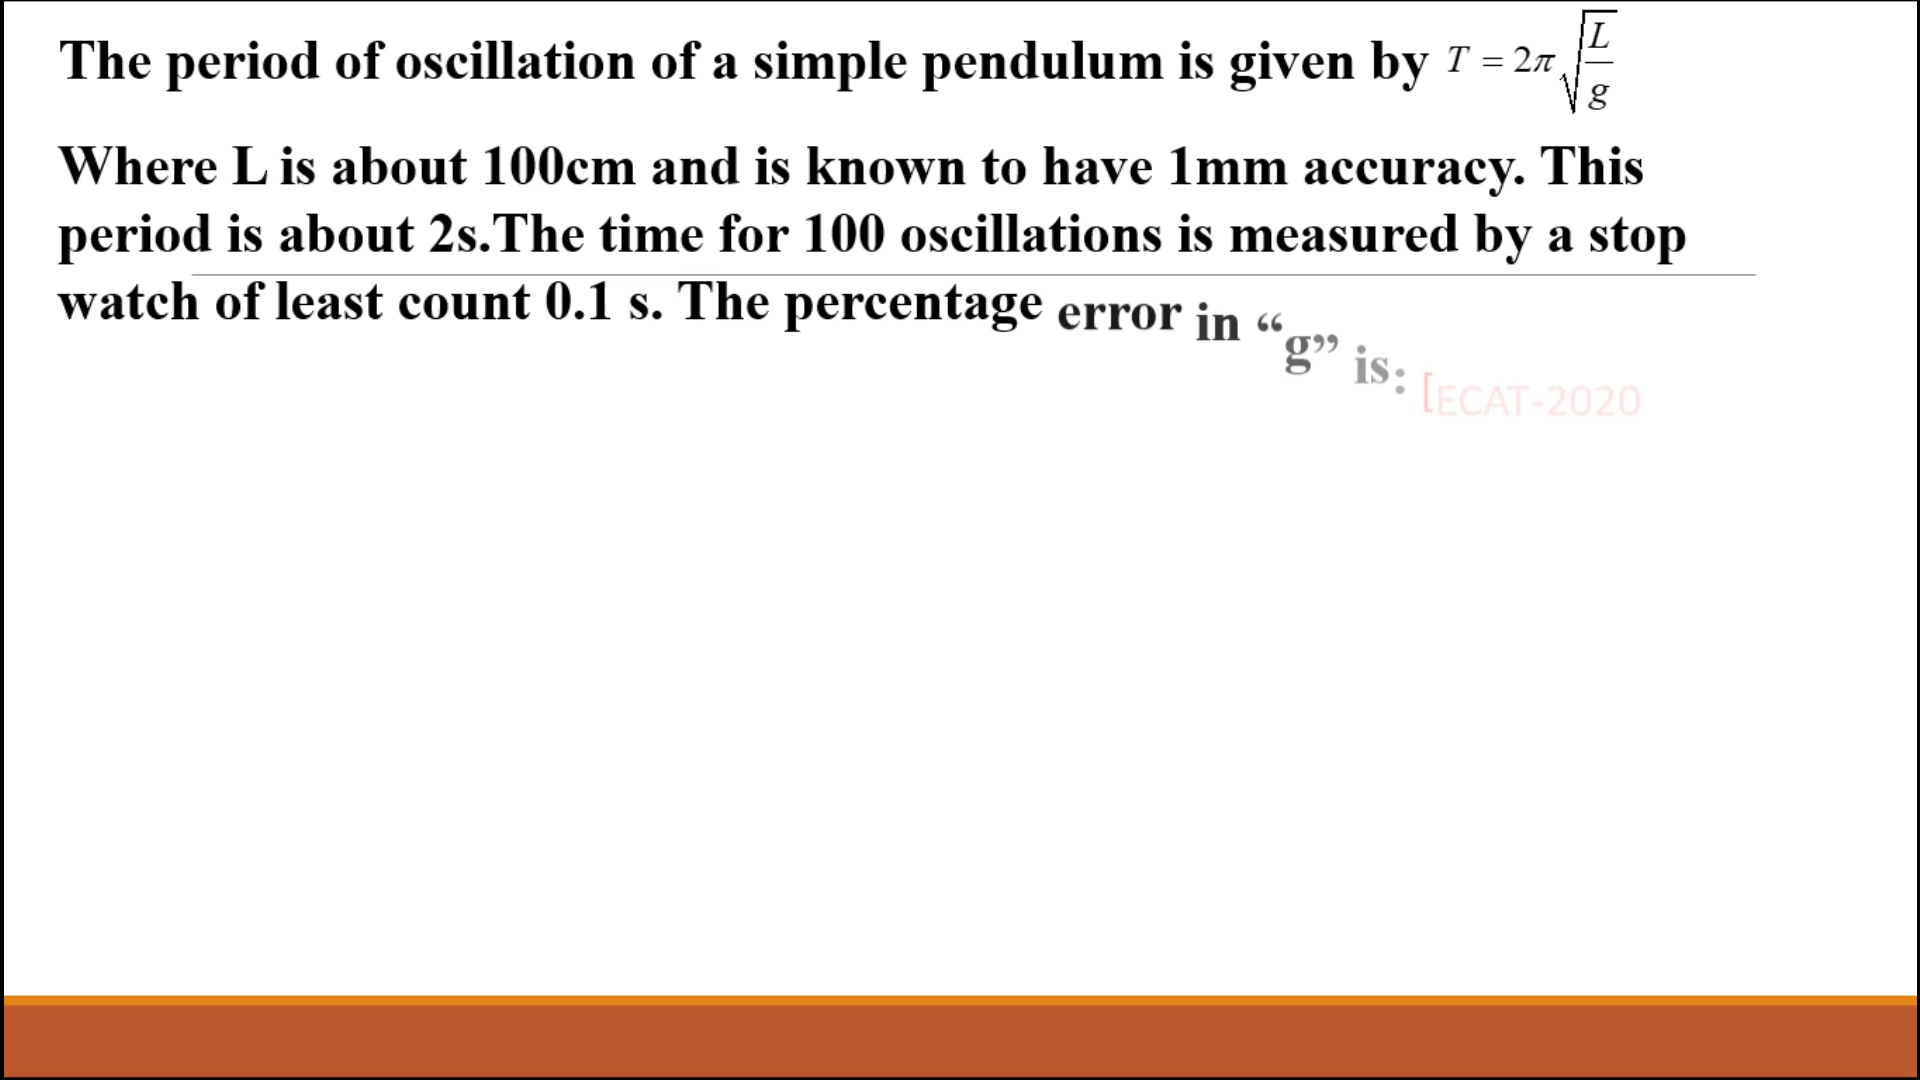 The period of oscillation of a simple pendulum is given by T = 2π√(L/g)
Where L is about 100cm and is known to have 1mm accuracy. This
period is about 2s.The time for 100 oscillations is measured by a stop
watch of least count 0.1 s. The percentage error in “g” is: [ECAT-2020